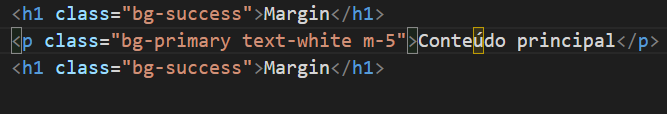 <h1 class="bg-success">Margin</h1>
<p class="bg-primary text-white m-5">Conteúdo principal</p>
<h1 class="bg-success">Margin</h1>